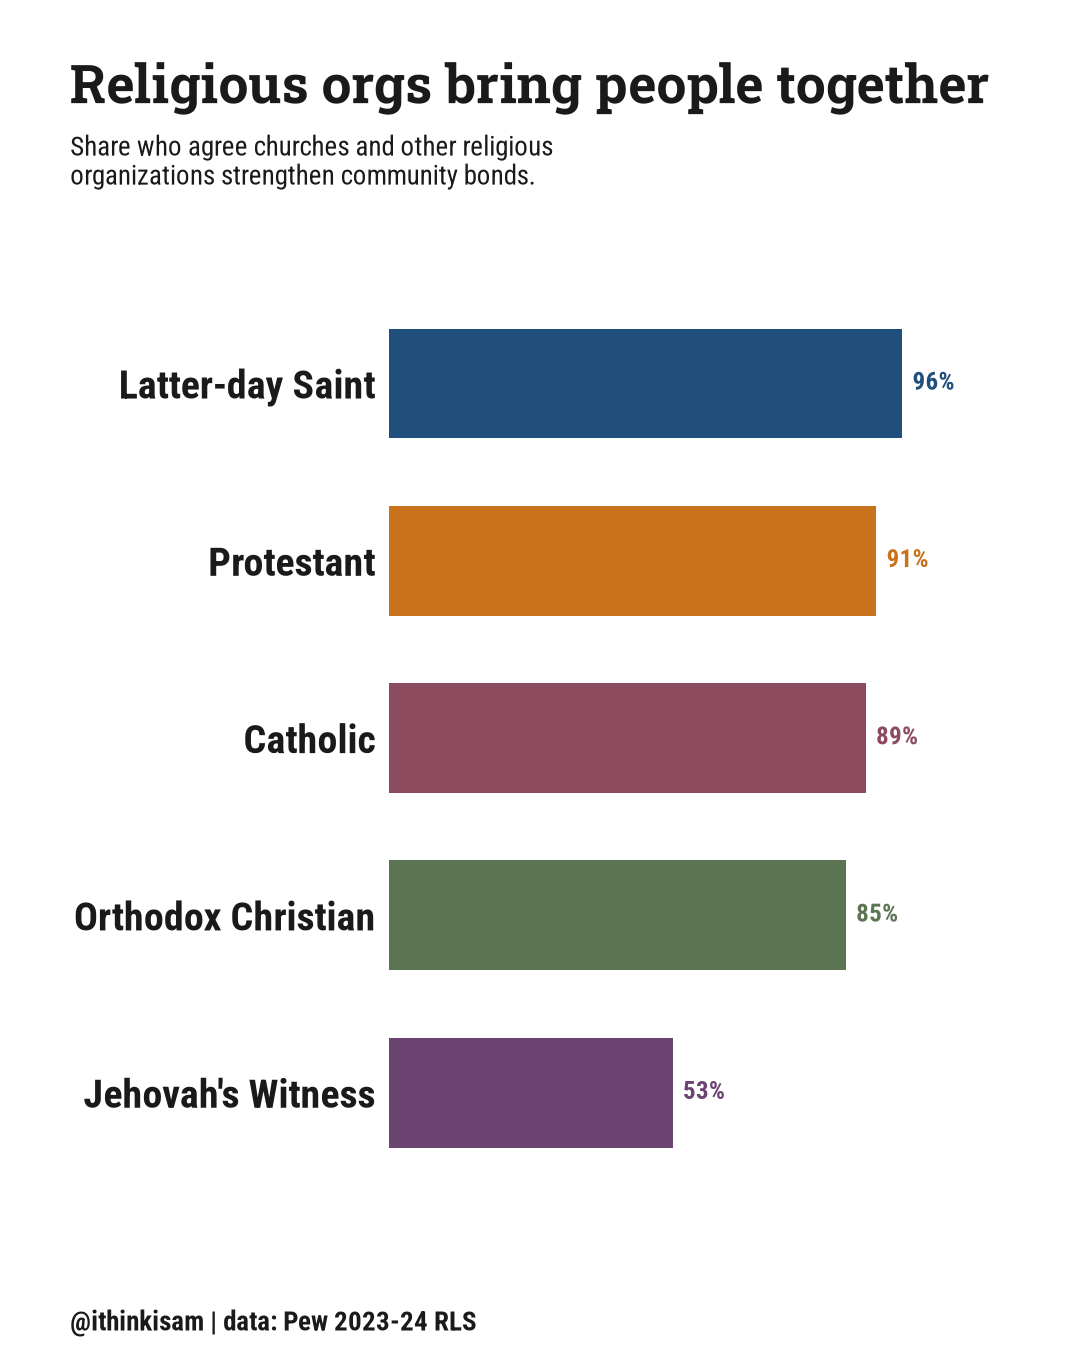 Religious orgs bring people together
Share who agree churches and other religious
organizations strengthen community bonds.
Latter-day Saint
96%
Protestant
91%
Catholic
89%
Orthodox Christian
85%
Jehovah's Witness
53%
@ithinkisam | data: Pew 2023-24 RLS